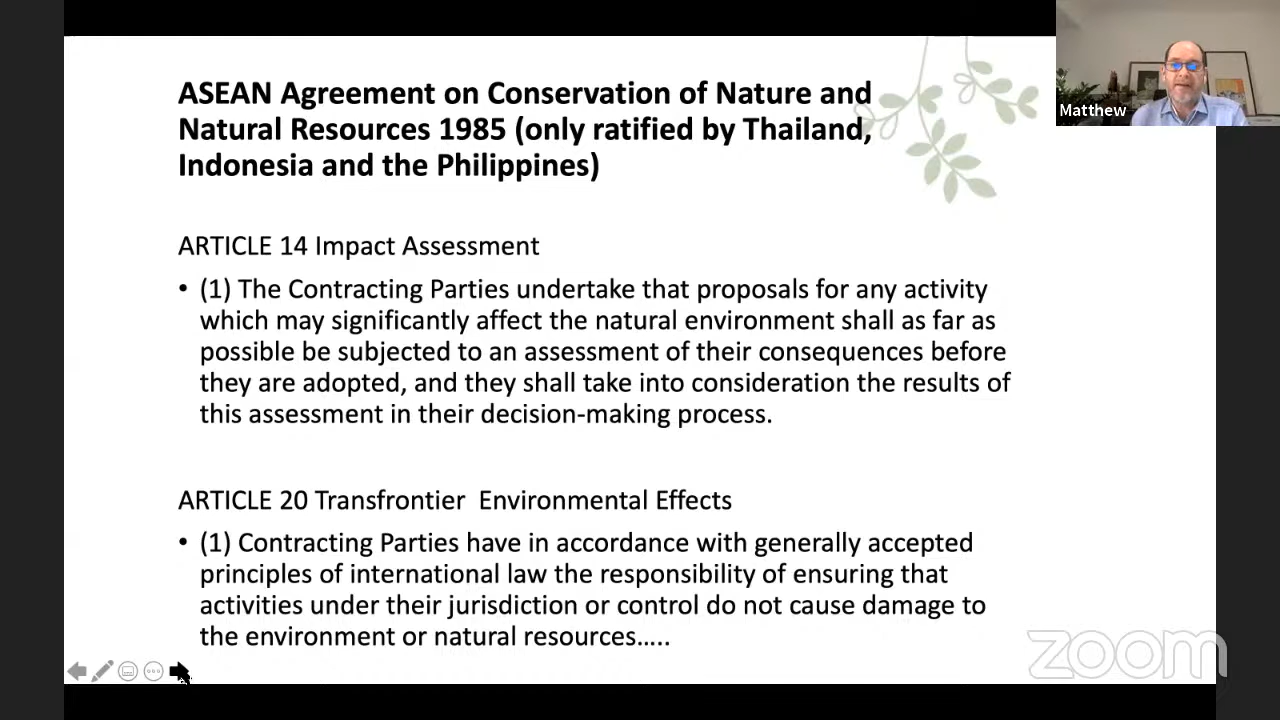 ASEAN Agreement on Conservation of Nature and
Natural Resources 1985 (only ratified by Thailand,
Indonesia and the Philippines)
Matthew
ARTICLE 14 Impact Assessment
• (1) The Contracting Parties undertake that proposals for any activity
which may significantly affect the natural environment shall as far as
possible be subjected to an assessment of their consequences before
they are adopted, and they shall take into consideration the results of
this assessment in their decision-making process.
ARTICLE 20 Transfrontier  Environmental Effects
• (1) Contracting Parties have in accordance with generally accepted
principles of international law the responsibility of ensuring that
activities under their jurisdiction or control do not cause damage to
the environment or natural resources.....
zoom